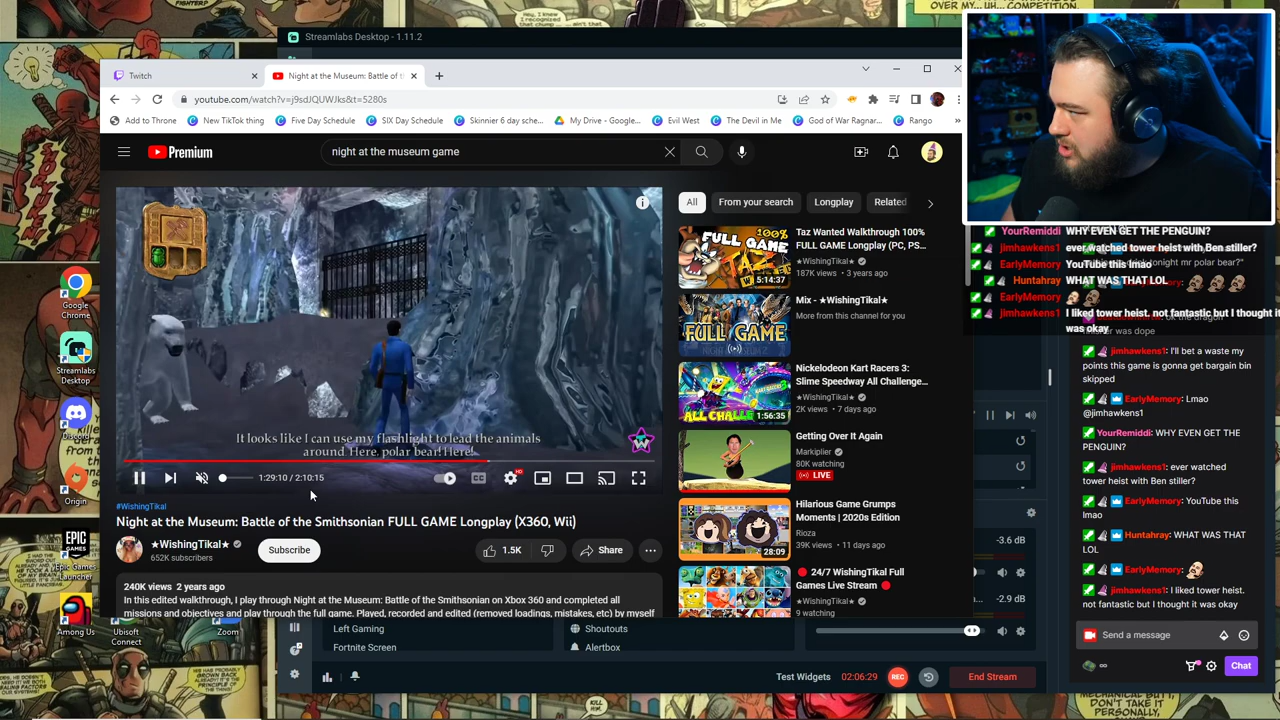 Streamlabs Desktop - 1.11.2
Twitch
Night at the Museum: Battle of th
youtube.com/watch?v=j9sdJQUWJks&t=5280s
Add to Throne
New TikTok thing
Five Day Schedule
SIX Day Schedule
Skinnier 6 day sche...
My Drive - Google...
Evil West
The Devil in Me
God of War Ragnar...
Rango
»
Premium
night at the museum game
It looks like I can use my flashlight to lead the animals
around. Here, polar bear! Here!
1:29:10 / 2:10:15
HD
#WishingTikal
Night at the Museum: Battle of the Smithsonian FULL GAME Longplay (X360, Wii)
★WishingTikal★
652K subscribers
Subscribe
1.5K
Share
240K views 2 years ago
In this edited walkthrough, I play through Night at the Museum: Battle of the Smithsonian on Xbox 360 and completed all
missions and objectives and play through the full game. Played, recorded and edited (removed loadings, mistakes, etc) by myself
All
From your search
Longplay
Related
FULL GAME
100%
5:14:37
Taz Wanted Walkthrough 100%
FULL GAME Longplay (PC, PS...
★WishingTikal★
187K views • 3 years ago
FULL GAME
Mix - ★WishingTikal★
More from this channel for you
ALL CHALLE
1:56:35
Nickelodeon Kart Racers 3:
Slime Speedway All Challenge...
★WishingTikal★
2K views • 7 days ago
Getting Over It Again
Markiplier
80K watching
LIVE
28:09
Hilarious Game Grumps
Moments | 2020s Edition
Rioza
39K views • 11 days ago
24/7 WishingTikal Full
Games Live Stream
★WishingTikal★
9 watching
Google
Chrome
Streamlabs
Desktop
Discord
Origin
EPIC
GAMES
Epic Games
Launcher
Among Us
Ubisoft
Connect
Zoom
Left Gaming
Fortnite Screen
Shoutouts
Alertbox
-3.6 dB
-2.9 dB
Test Widgets
02:06:29
REC
End Stream
YourRemiddi WHY EVEN GET THE PENGUIN?
jimhawkens1 ever watched tower heist with Ben stiller?
EarlyMemory YouTube this lmao
Huntahray WHAT WAS THAT LOL
EarlyMemory
jimhawkens1 I liked tower heist. not fantastic but I thought it
was okay
jimhawkens1: I'll bet a waste my
points this game is gonna get bargain bin
skipped
EarlyMemory: Lmao
@jimhawkens1
YourRemiddi: WHY EVEN GET THE
PENGUIN?
jimhawkens1: ever watched
tower heist with Ben stiller?
EarlyMemory: YouTube this
lmao
Huntahray: WHAT WAS THAT
LOL
EarlyMemory:
jimhawkens1: I liked tower heist.
not fantastic but I thought it was okay
Send a message
Chat